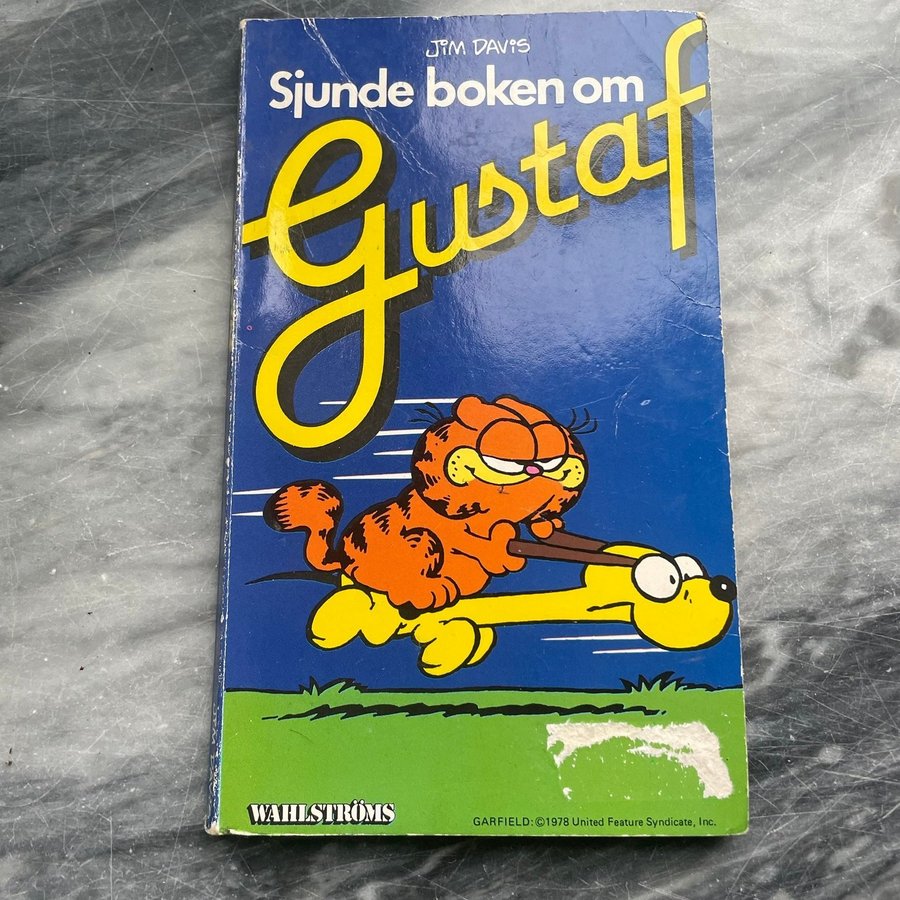 JIM DAVIS
Sjunde boken om
Gustaf
WAHLSTRÖMS
GARFIELD:©1978 United Feature Syndicate, Inc.